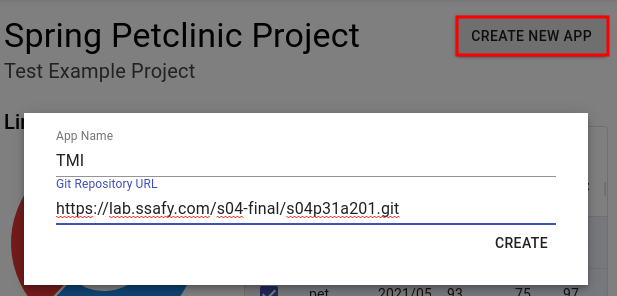 Spring Petclinic Project
CREATE NEW APP
Test Example Project
App Name
TMI
Git Repository URL
https://lab.ssafy.com/s04-final/s04p31a201.git
CREATE
pet 2021/05 93 75 97